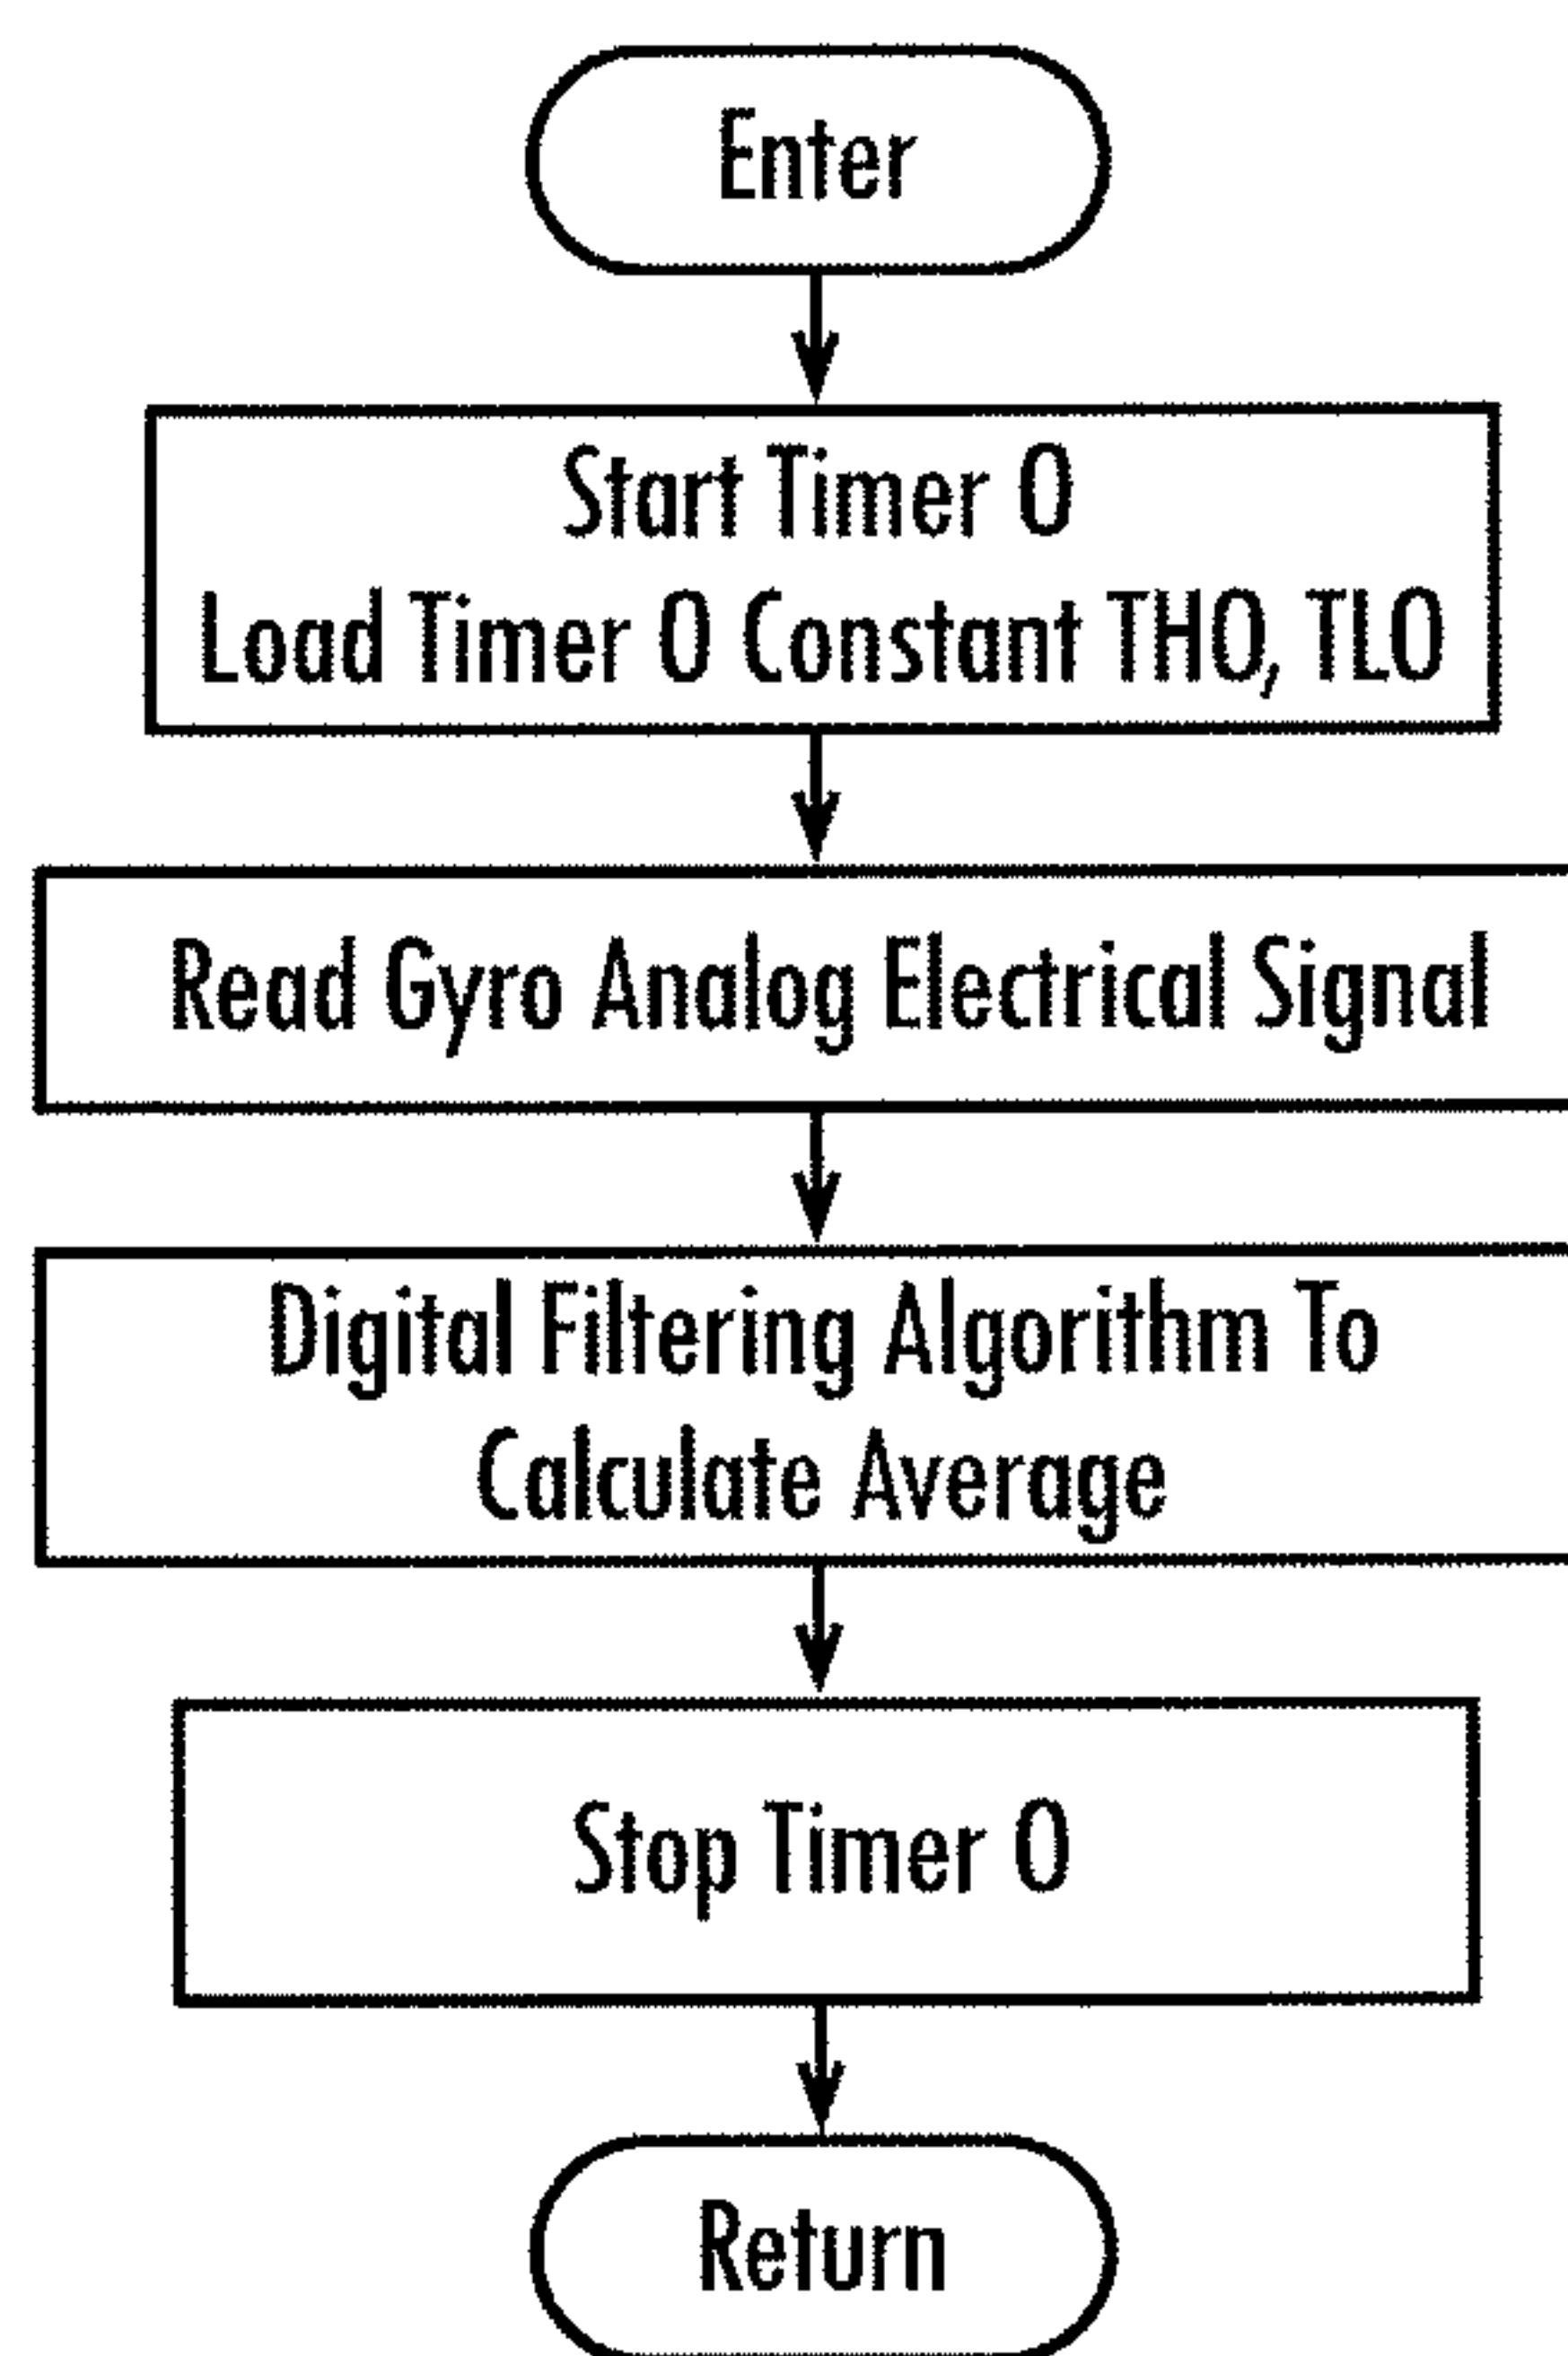 Enter
Start Timer 0
Load Timer 0 Constant TH0, TL0
Read Gyro Analog Electrical Signal
Digital Filtering Algorithm To
Calculate Average
Stop Timer 0
Return